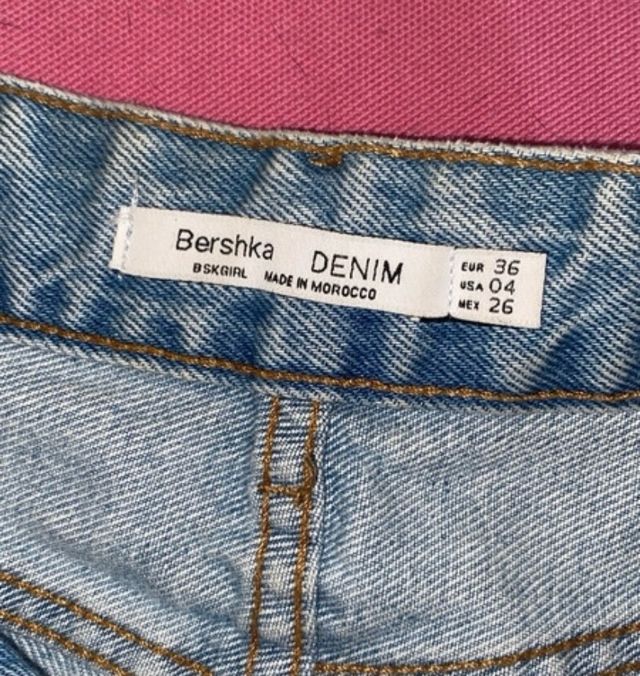 Bershka DENIM
BSKGIRL MADE IN MOROCCO
EUR 36
USA 04
MEX 26